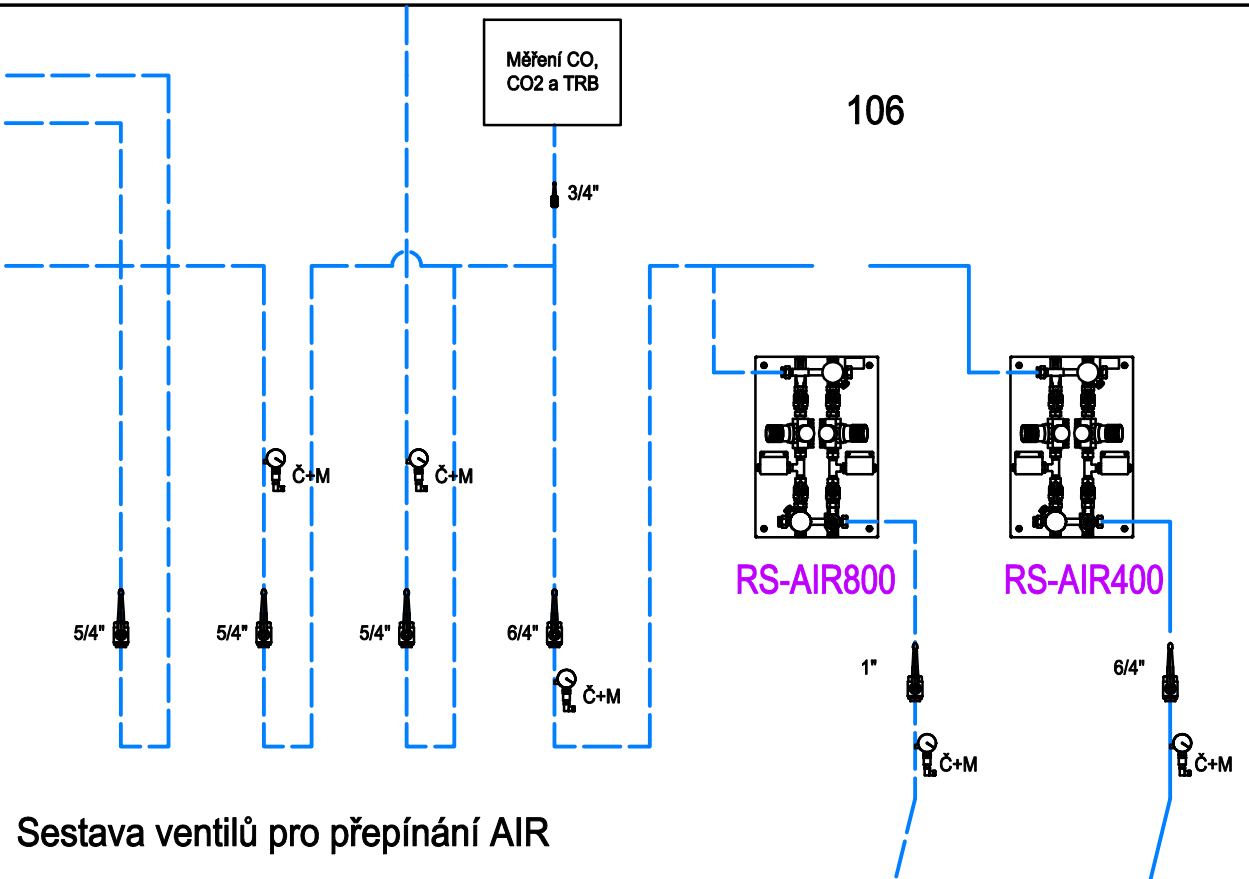 Měření CO,
CO2 a TRB
106
3/4"
Č+M
Č+M
RS-AIR800
RS-AIR400
5/4"
5/4"
5/4"
6/4"
1"
6/4"
Č+M
Č+M
Č+M
Sestava ventilů pro přepínání AIR